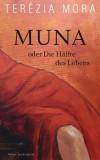 TERÉZIA MORA
MUNA
oder Die Hälfte
des Lebens